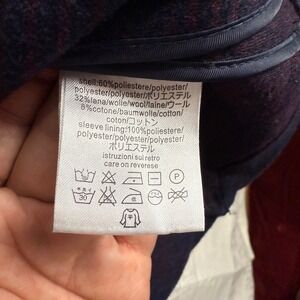 shell:60%poliestere/polyester/
polyester/polyester/ポリエステル
32%lana/wolle/wool/laine/ウール
8%cotone/baumwolle/cotton/
coton/コットン
sleeve lining:100%poliestere/
polyester/polyester/polyester/
ポリエステル
istruzioni sul retro
care on reverese
P
30